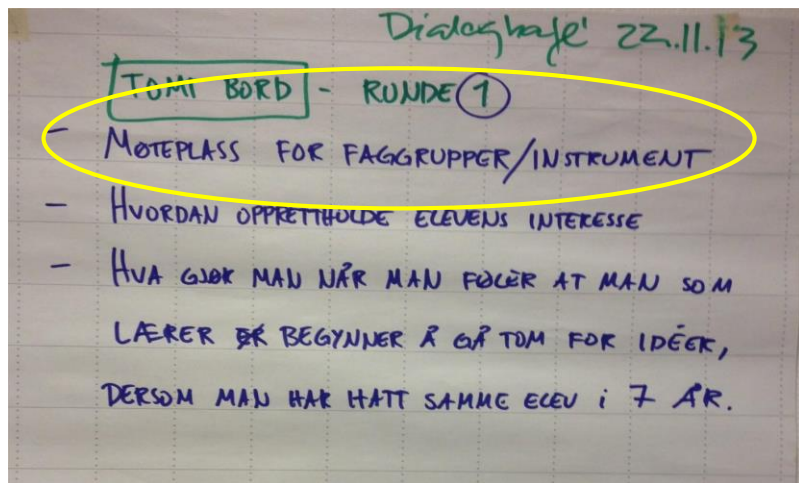 Dialogkafé 22.11.13
TOMI BORD - RUNDE 1
- MØTEPLASS FOR FAGGRUPPER/INSTRUMENT
- HVORDAN OPPRETTHOLDE ELEVENS INTERESSE
- HVA GJØR MAN NÅR MAN FØLER AT MAN SOM
LÆRER BEGYNNER Å GÅ TOM FOR IDÉER,
DERSOM MAN HAR HATT SAMME ELEV i 7 ÅR.